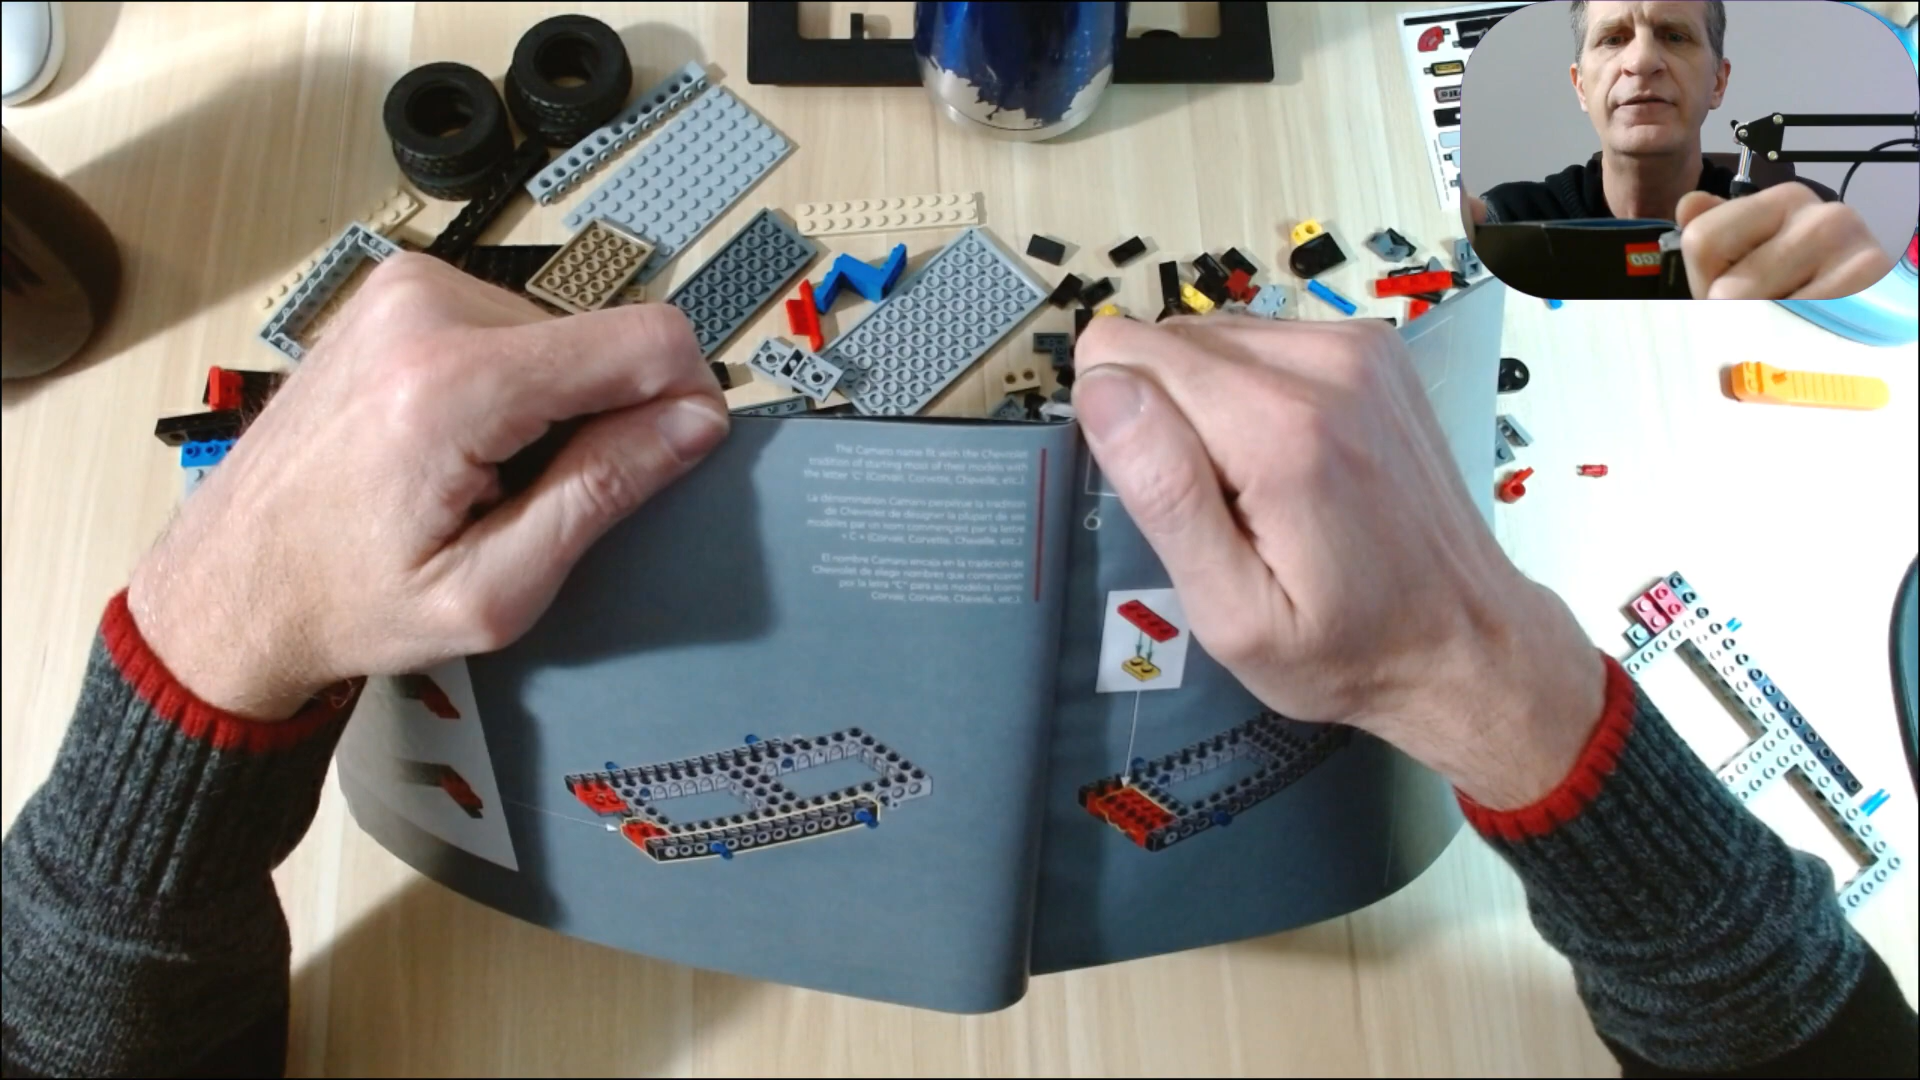 The Camaro name fit with the Chevrolet
tradition of starting most of their models with
the letter 'C' (Corvair, Corvette, Chevelle, etc.).
La dénomination Camaro perpétue la tradition
de Chevrolet de désigner la plupart de ses
modèles par un nom commençant par la lettre
« C » (Corvair, Corvette, Chevelle, etc.).
El nombre Camaro encaja en la tradición de
Chevrolet de elegir nombres que comenzaran
por la letra "C" para sus modelos (como
Corvair, Corvette, Chevelle, etc.).
6
LEGO